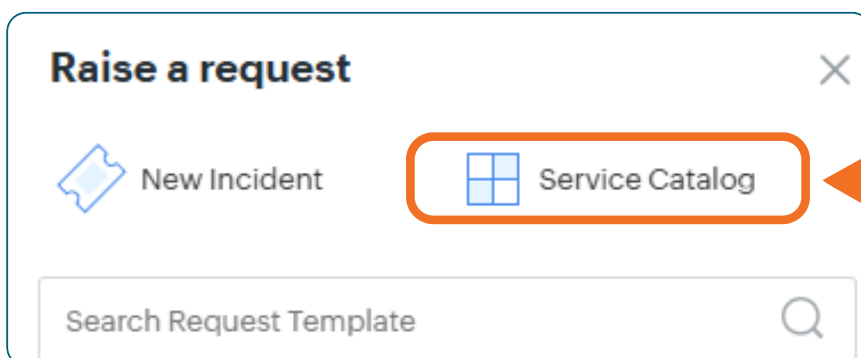 Raise a request
New Incident
Service Catalog
Search Request Template